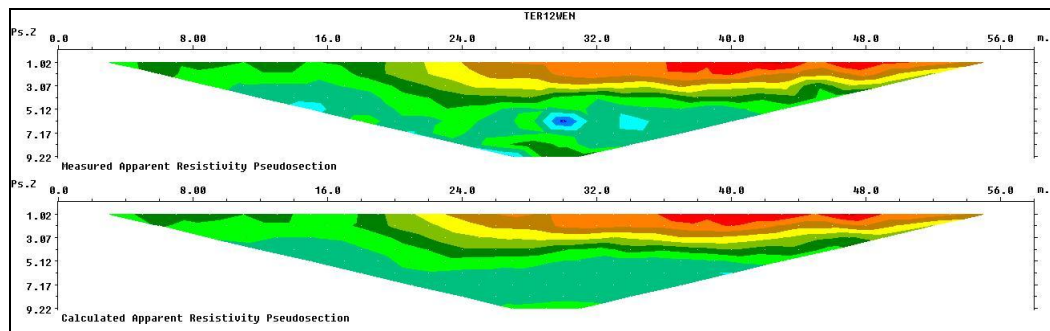 TER12WEN
Ps.Z 0.0 8.00 16.0 24.0 32.0 40.0 48.0 56.0 m.
1.02
3.07
5.12
7.17
9.22
Measured Apparent Resistivity Pseudosection
Ps.Z 0.0 8.00 16.0 24.0 32.0 40.0 48.0 56.0 m.
1.02
3.07
5.12
7.17
9.22
Calculated Apparent Resistivity Pseudosection